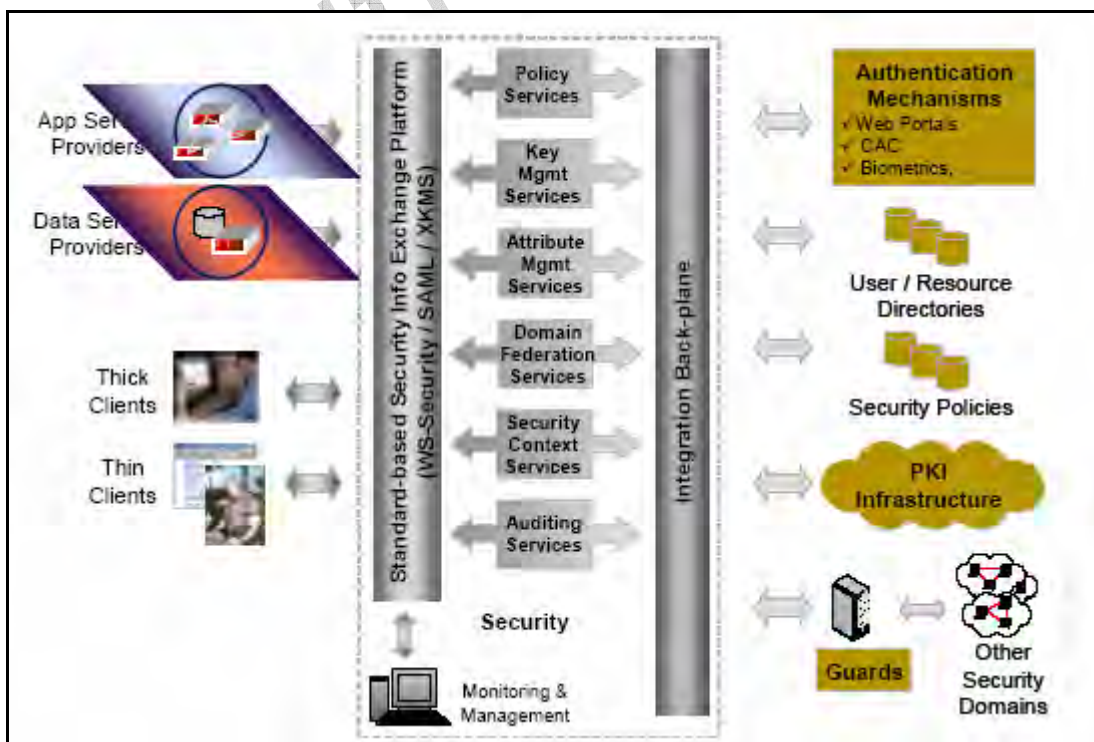 App Ser
Providers
Data Ser
Providers
Thick
Clients
Thin
Clients
Standard-based Security Info Exchange Platform
(WS-Security / SAML / XKMS)
Policy
Services
Key
Mgmt
Services
Attribute
Mgmt
Services
Domain
Federation
Services
Security
Context
Services
Auditing
Services
Security
Monitoring &
Management
Integration Back-plane
Authentication
Mechanisms
✓Web Portals
✓ CAC
✓ Biometrics,
User / Resource
Directories
Security Policies
PKI
Infrastructure
Guards
Other
Security
Domains